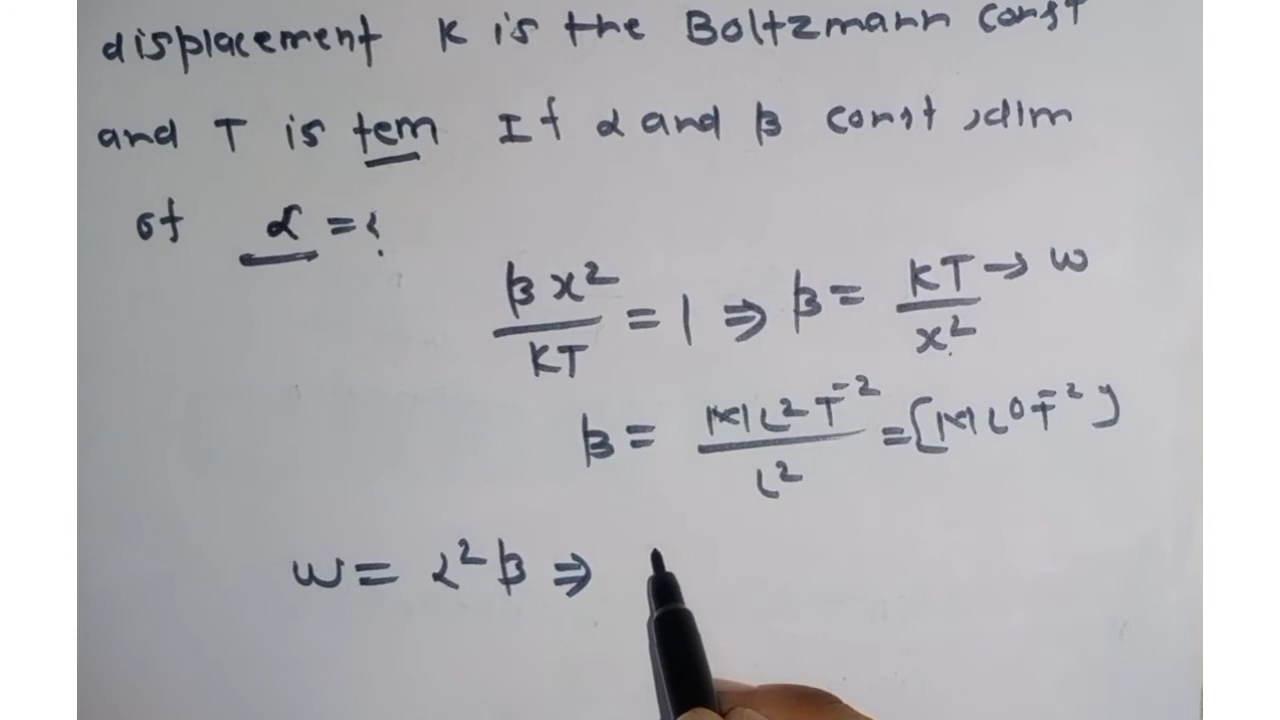 displacement K is the Boltzmann const
and T is tem If α and β const, dim
of α = ?
βx²/KT = 1 ⇒ β = KT/x² → W
β = ML²T⁻²/L² = [ML⁰T⁻²]
W = α²β ⇒